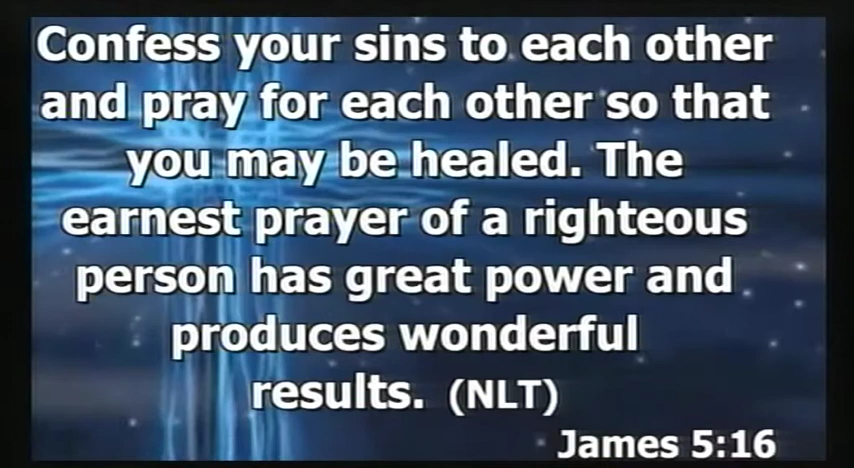 Confess your sins to each other
and pray for each other so that
you may be healed. The
earnest prayer of a righteous
person has great power and
produces wonderful
results. (NLT)
James 5:16